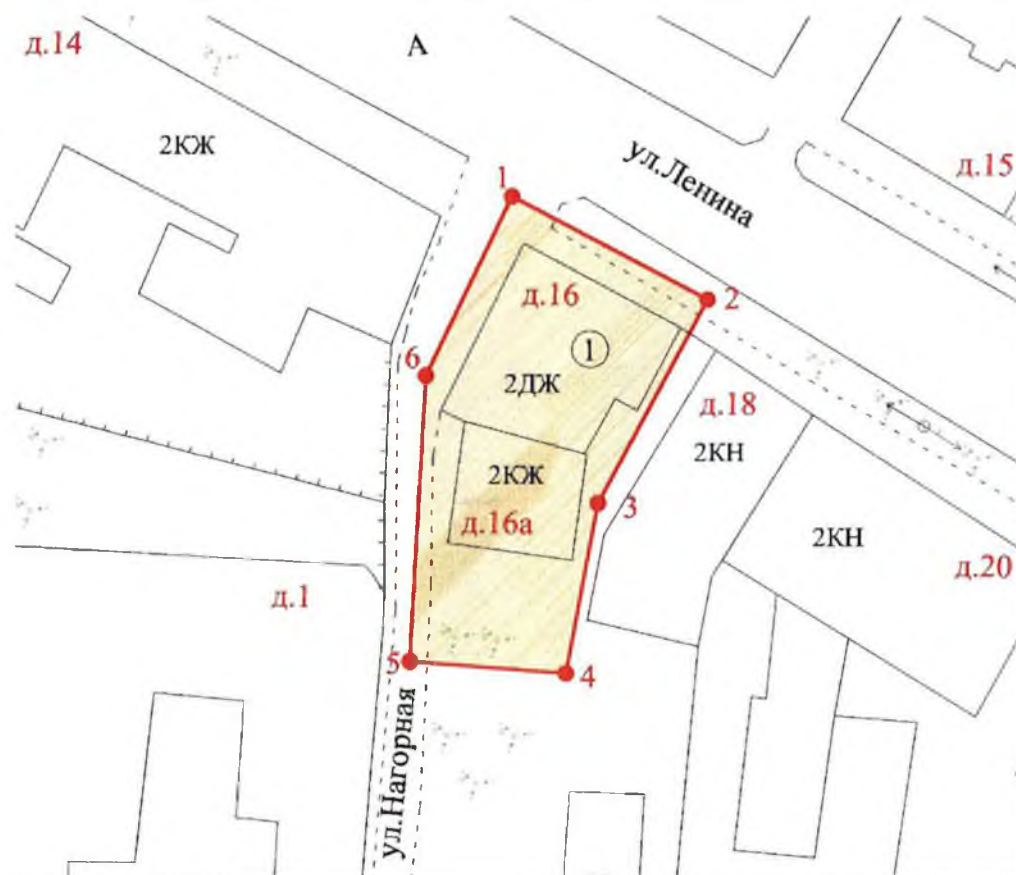 д.14
А
2КЖ
ул.Ленина
д.15
1
2
д.16
1
6
2ДЖ
д.18
2КН
2КЖ
3
д.16а
2КН
д.20
д.1
5
4
ул.Нагорная